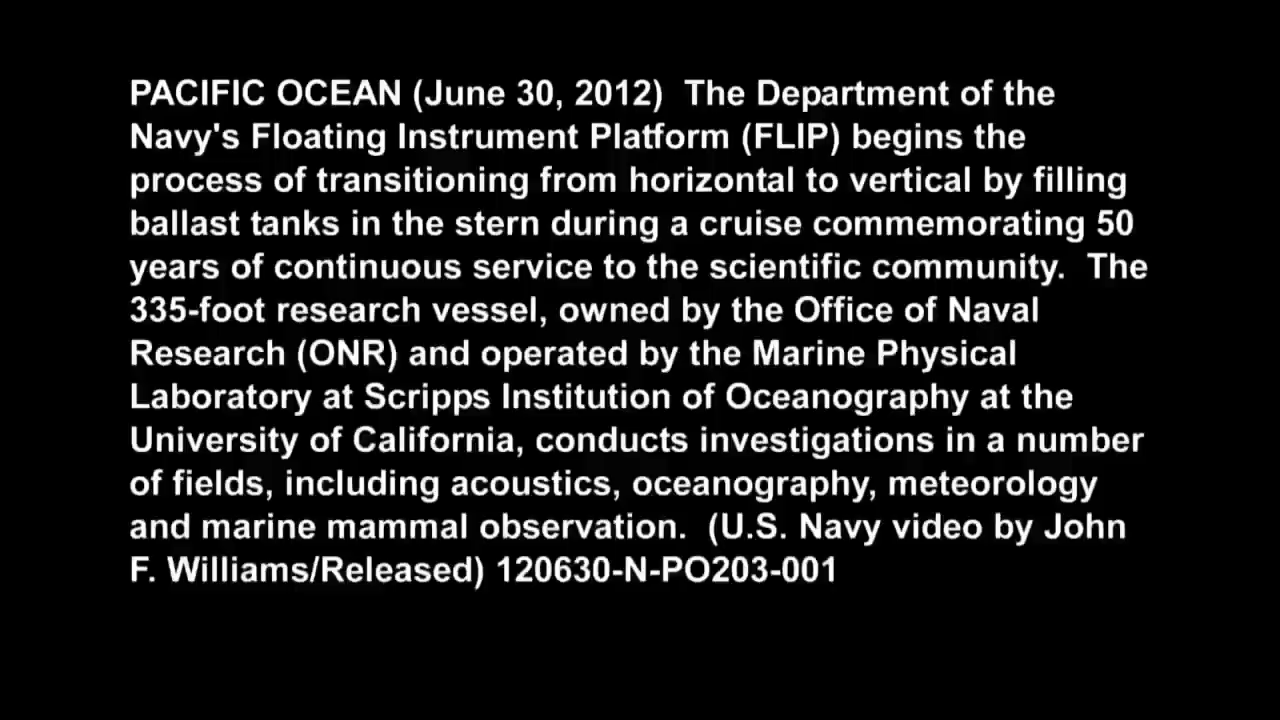 PACIFIC OCEAN (June 30, 2012)  The Department of the
Navy's Floating Instrument Platform (FLIP) begins the
process of transitioning from horizontal to vertical by filling
ballast tanks in the stern during a cruise commemorating 50
years of continuous service to the scientific community.  The
335-foot research vessel, owned by the Office of Naval
Research (ONR) and operated by the Marine Physical
Laboratory at Scripps Institution of Oceanography at the
University of California, conducts investigations in a number
of fields, including acoustics, oceanography, meteorology
and marine mammal observation.  (U.S. Navy video by John
F. Williams/Released) 120630-N-PO203-001